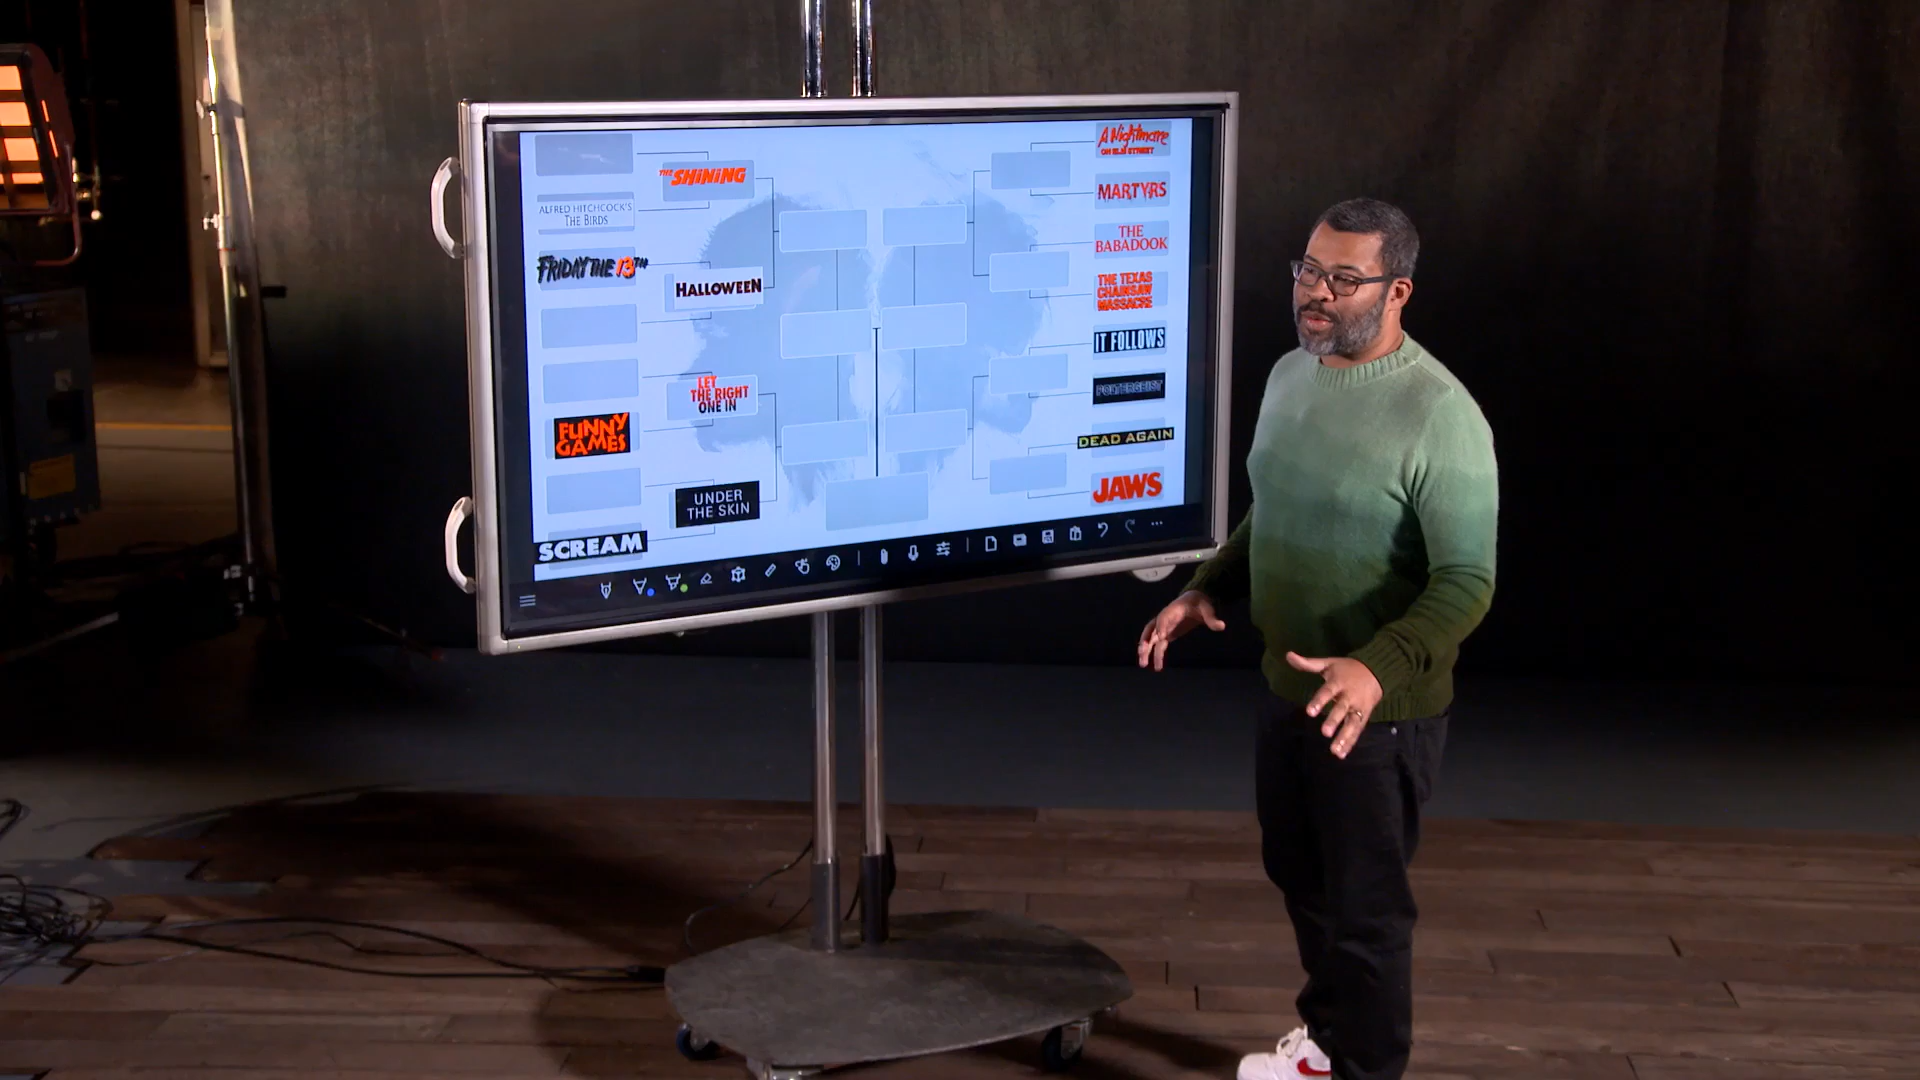 THE SHINING
ALFRED HITCHCOCK'S
THE BIRDS
FRIDAY THE 13TH
HALLOWEEN
LET
THE RIGHT
ONE IN
FUNNY
GAMES
UNDER
THE SKIN
SCREAM
A Nightmare
ON ELM STREET
MARTYRS
THE
BABADOOK
THE TEXAS
CHAINSAW
MASSACRE
IT FOLLOWS
POLTERGEIST
DEAD AGAIN
JAWS